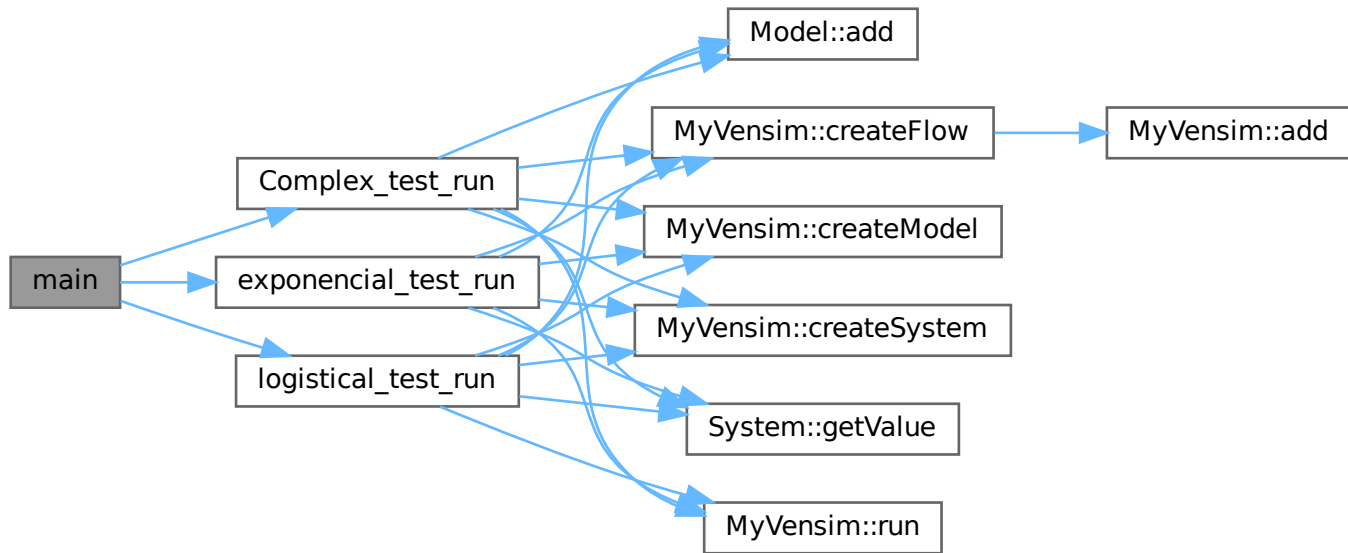 main
Complex_test_run
exponencial_test_run
logistical_test_run
Model::add
MyVensim::createFlow
MyVensim::createModel
MyVensim::createSystem
System::getValue
MyVensim::run
MyVensim::add